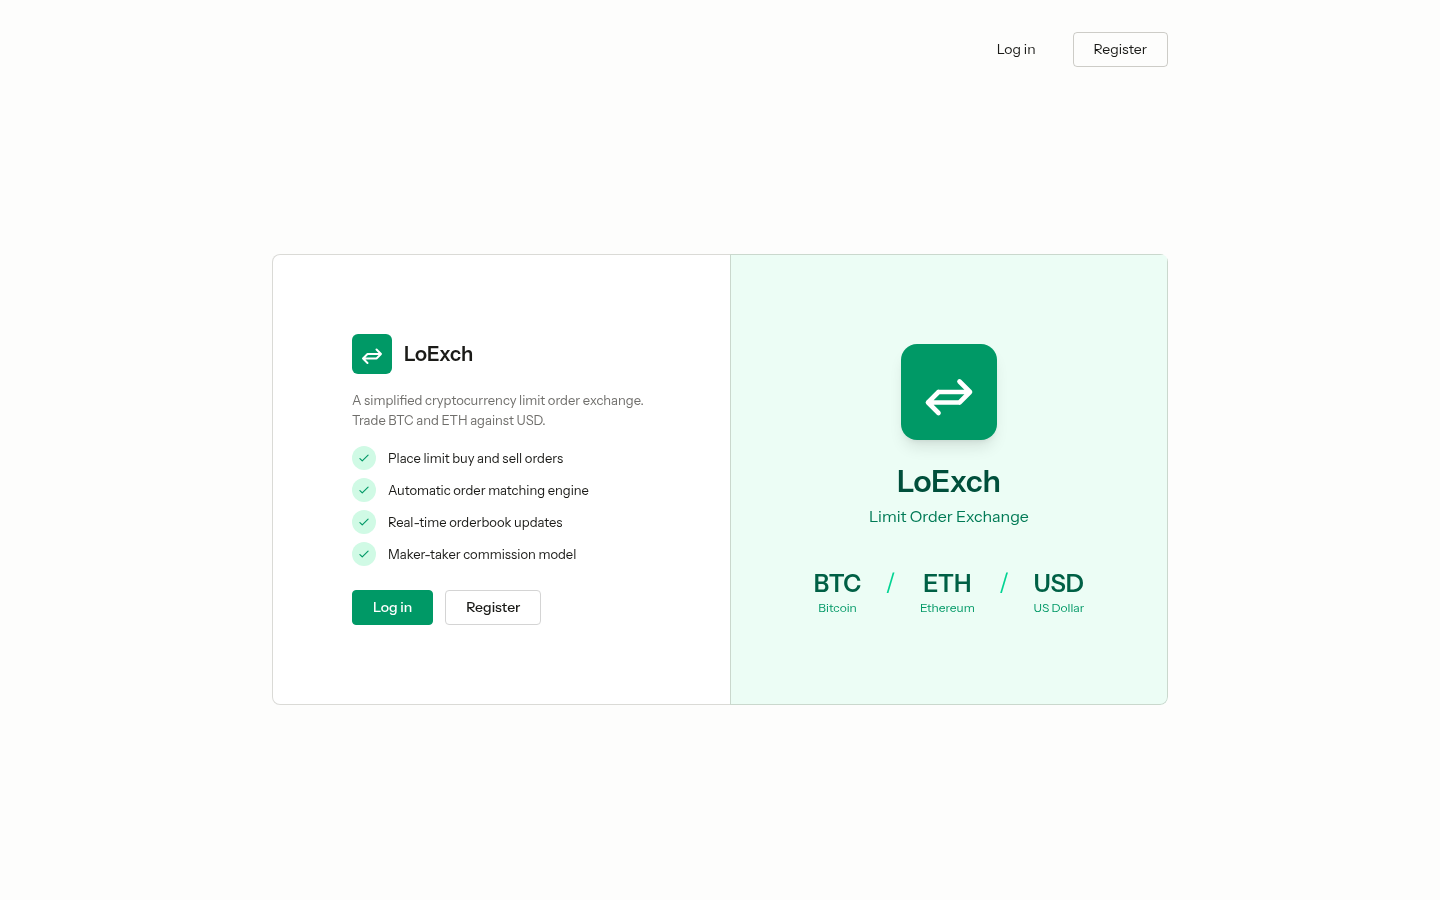 Log in
Register
LoExch
A simplified cryptocurrency limit order exchange.
Trade BTC and ETH against USD.
Place limit buy and sell orders
Automatic order matching engine
Real-time orderbook updates
Maker-taker commission model
Log in
Register
LoExch
Limit Order Exchange
BTC / ETH / USD
Bitcoin Ethereum US Dollar